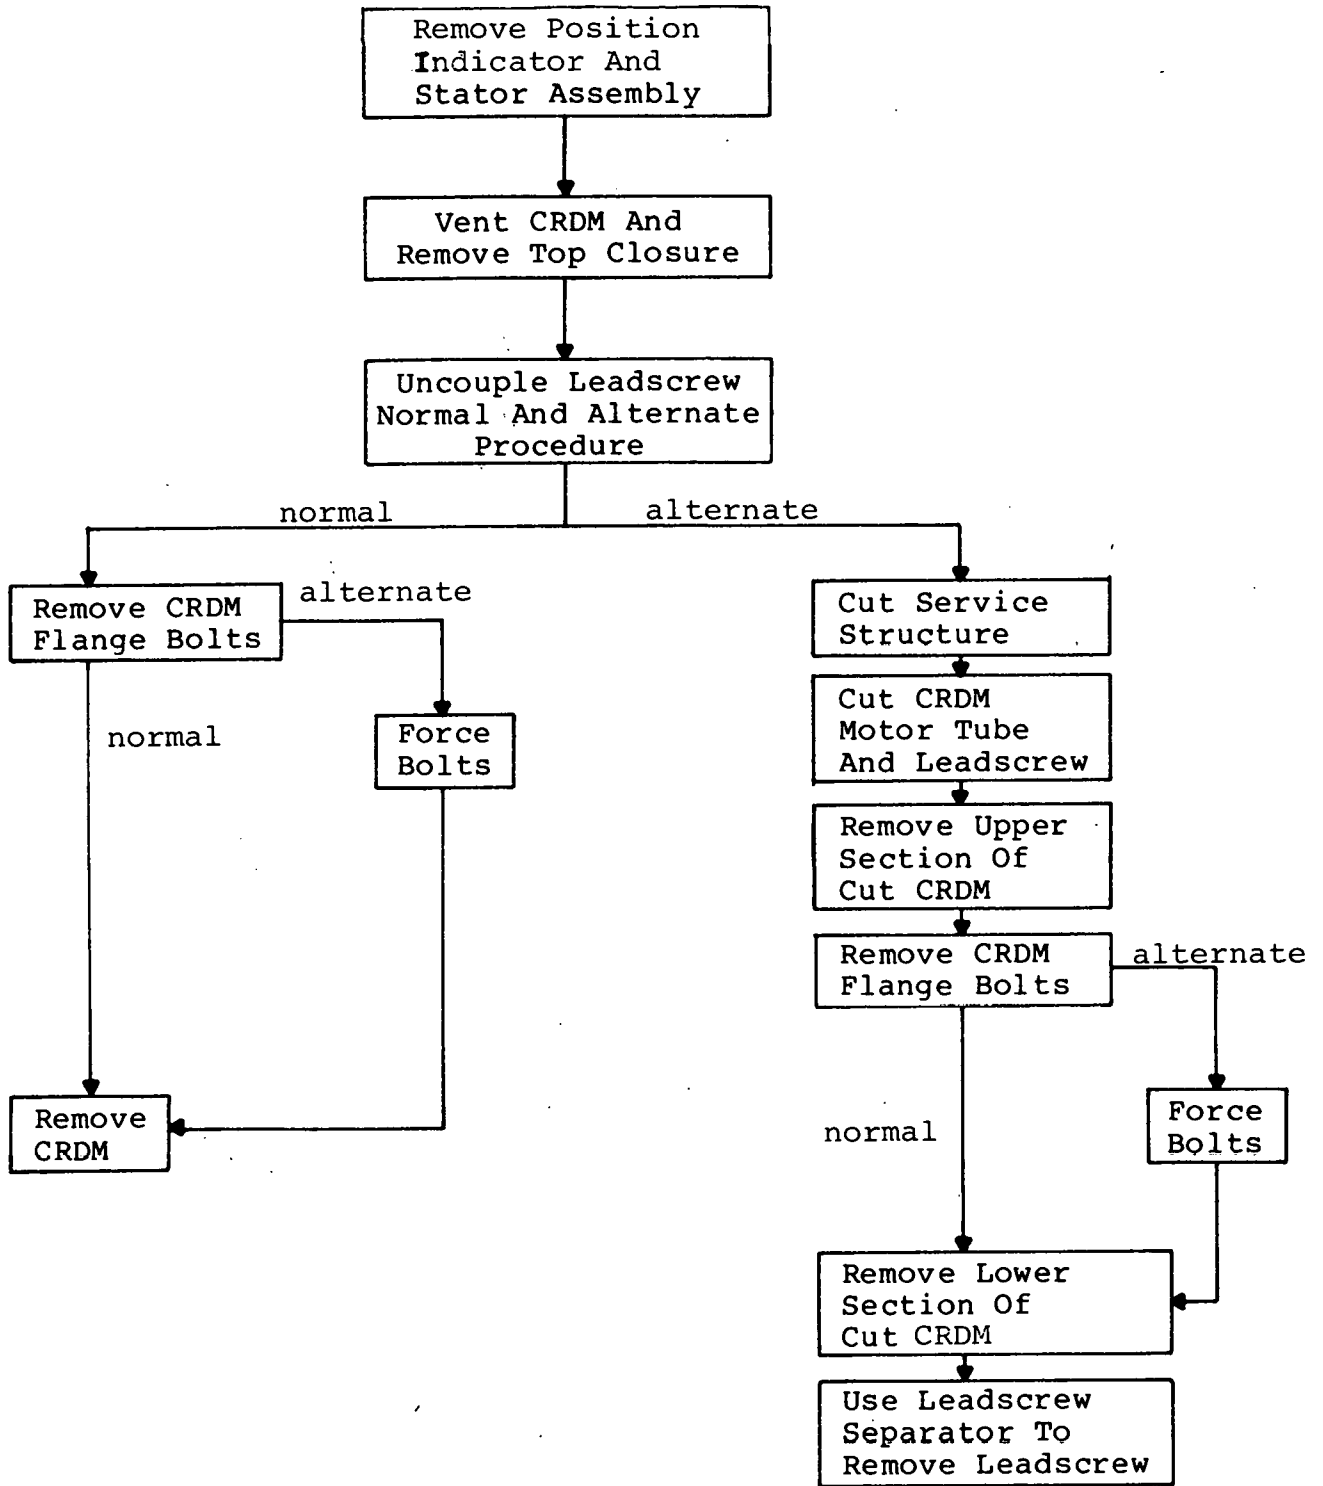 Remove Position
Indicator And
Stator Assembly
Vent CRDM And
Remove Top Closure
Uncouple Leadscrew
Normal And Alternate
Procedure
normal
alternate
Remove CRDM
Flange Bolts
alternate
normal
Force
Bolts
Remove
CRDM
Cut Service
Structure
Cut CRDM
Motor Tube
And Leadscrew
Remove Upper
Section Of
Cut CRDM
Remove CRDM
Flange Bolts
alternate
normal
Force
Bolts
Remove Lower
Section Of
Cut CRDM
Use Leadscrew
Separator To
Remove Leadscrew